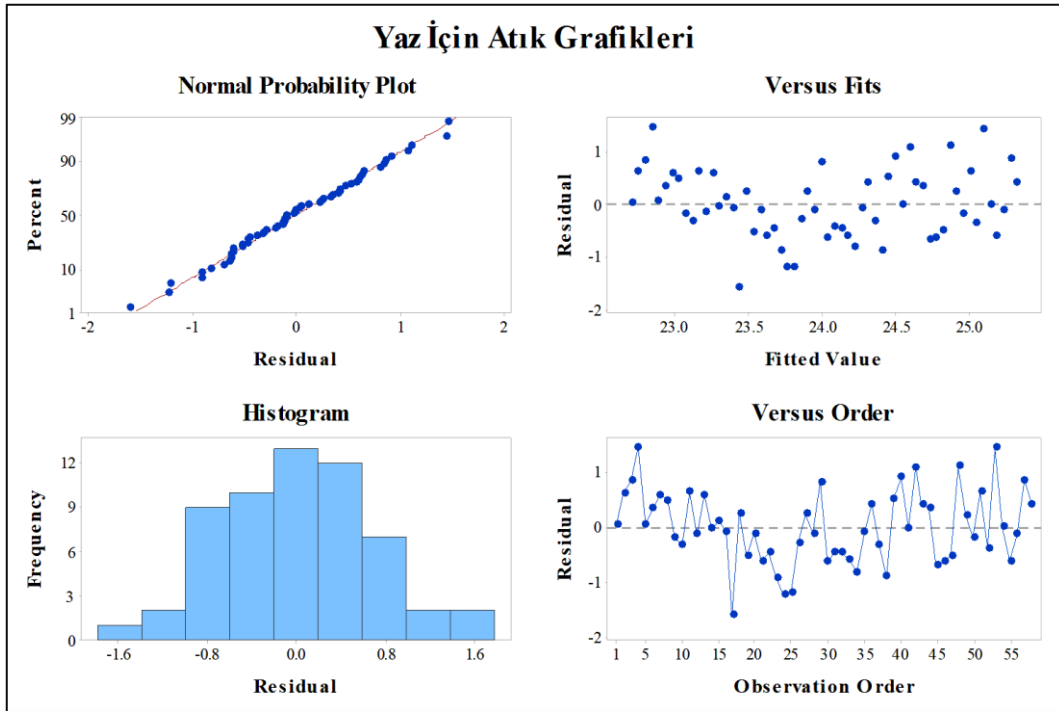 Yaz İçin Atık Grafikleri
Normal Probability Plot
99
90
50
10
1
Percent
-2 -1 0 1 2
Residual
Versus Fits
1
0
-1
-2
Residual
23.0 23.5 24.0 24.5 25.0
Fitted Value
Histogram
12
9
6
3
0
Frequency
-1.6 -0.8 0.0 0.8 1.6
Residual
Versus Order
1
0
-1
-2
Residual
1 5 10 15 20 25 30 35 40 45 50 55
Observation Order